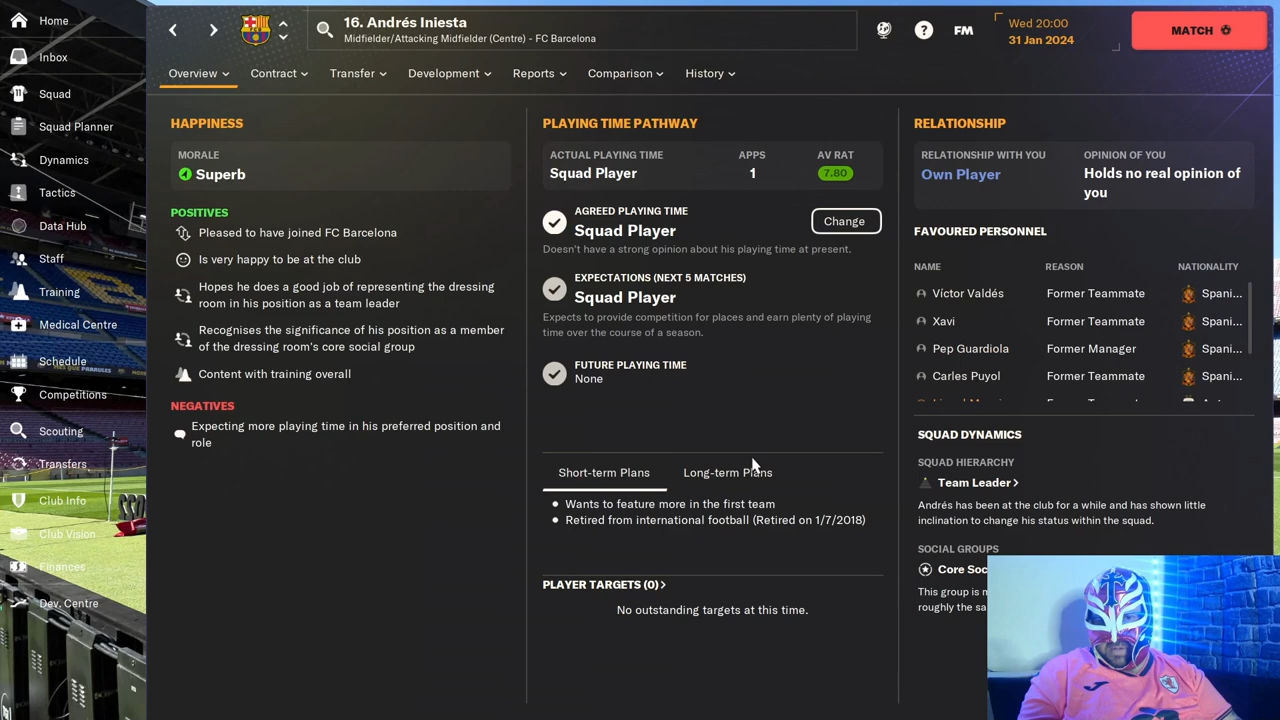 Home
Inbox
Squad
Squad Planner
Dynamics
Tactics
Data Hub
Staff
Training
Medical Centre
Schedule
Competitions
Scouting
Transfers
Club Info
Club Vision
Finances
Dev. Centre
16. Andrés Iniesta
Midfielder/Attacking Midfielder (Centre) - FC Barcelona
?
FM
Wed 20:00
31 Jan 2024
MATCH
Overview
Contract
Transfer
Development
Reports
Comparison
History
HAPPINESS
MORALE
Superb
POSITIVES
Pleased to have joined FC Barcelona
Is very happy to be at the club
Hopes he does a good job of representing the dressing
room in his position as a team leader
Recognises the significance of his position as a member
of the dressing room's core social group
Content with training overall
NEGATIVES
Expecting more playing time in his preferred position and
role
PLAYING TIME PATHWAY
ACTUAL PLAYING TIME APPS AV RAT
Squad Player 1 7.80
AGREED PLAYING TIME
Squad Player
Change
Doesn't have a strong opinion about his playing time at present.
EXPECTATIONS (NEXT 5 MATCHES)
Squad Player
Expects to provide competition for places and earn plenty of playing
time over the course of a season.
FUTURE PLAYING TIME
None
Short-term Plans Long-term Plans
Wants to feature more in the first team
Retired from international football (Retired on 1/7/2018)
PLAYER TARGETS (0)
No outstanding targets at this time.
RELATIONSHIP
RELATIONSHIP WITH YOU
Own Player
OPINION OF YOU
Holds no real opinion of
you
FAVOURED PERSONNEL
NAME REASON NATIONALITY
Víctor Valdés Former Teammate Spani...
Xavi Former Teammate Spani...
Pep Guardiola Former Manager Spani...
Carles Puyol Former Teammate Spani...
SQUAD DYNAMICS
SQUAD HIERARCHY
Team Leader
Andrés has been at the club for a while and has shown little
inclination to change his status within the squad.
SOCIAL GROUPS
Core Soc
This group is
roughly the sa